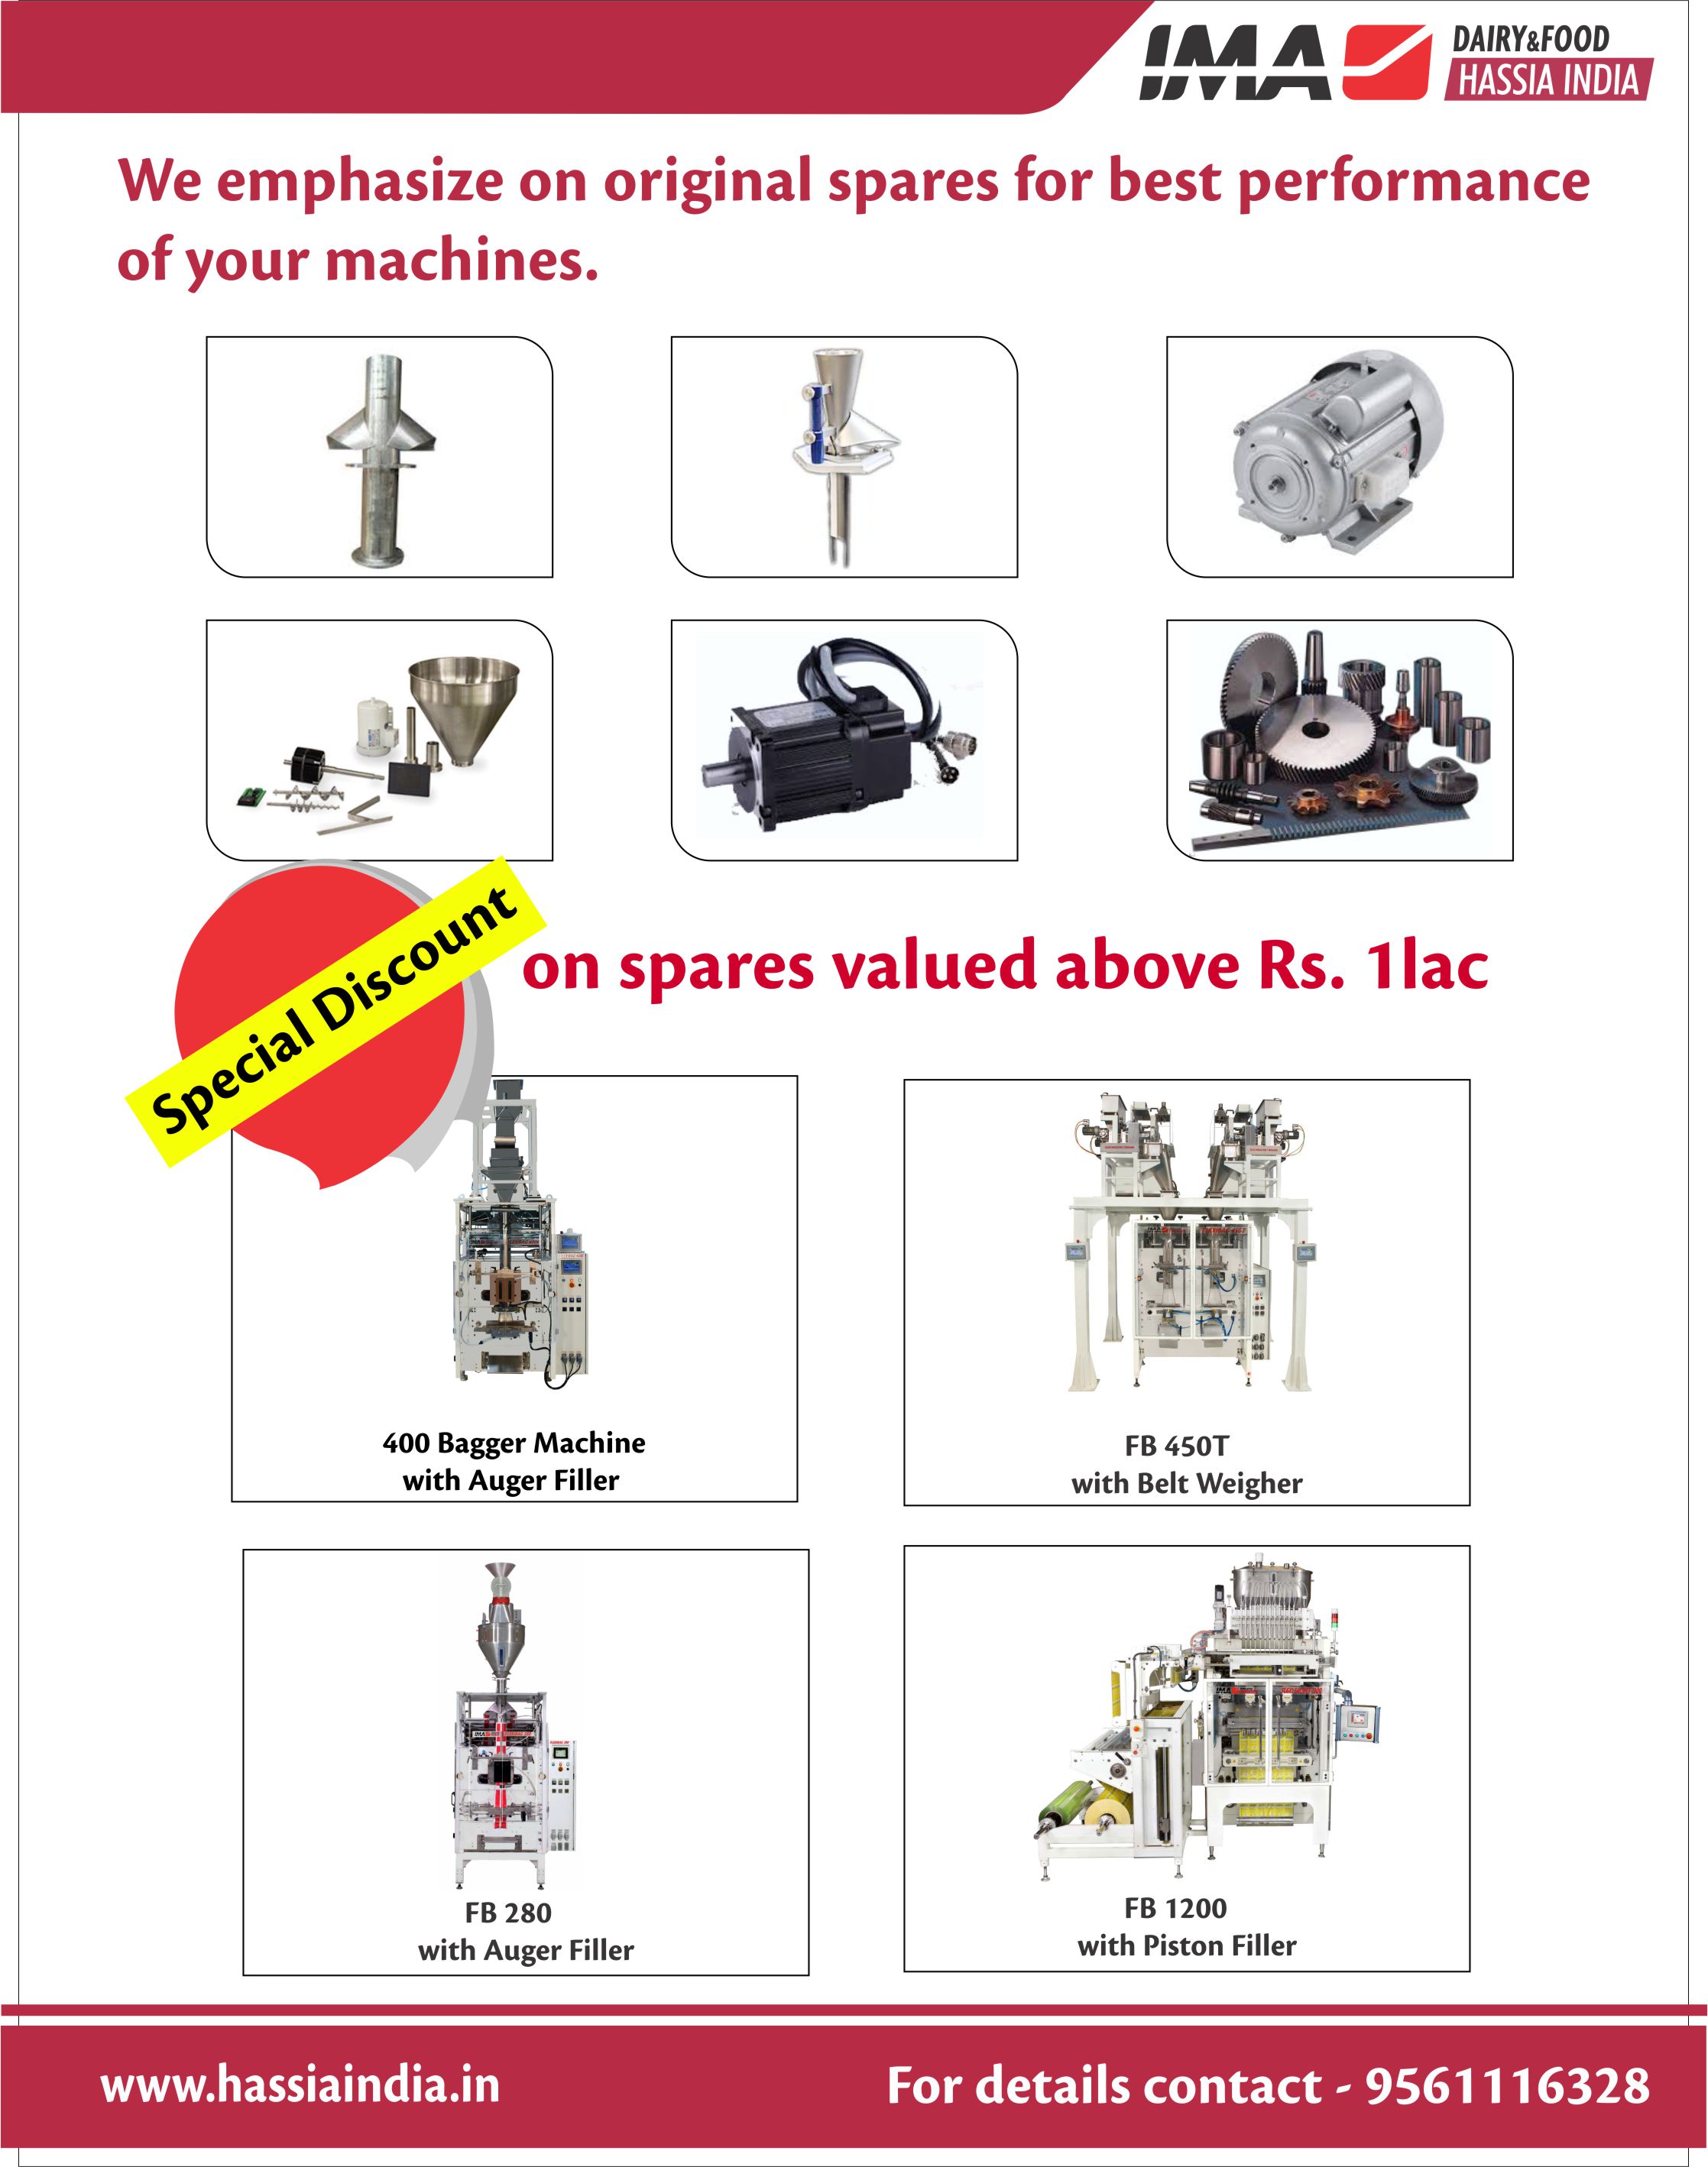 IMA
DAIRY&FOOD
HASSIA INDIA
We emphasize on original spares for best performance
of your machines.
Special Discount
on spares valued above Rs. 1lac
400 Bagger Machine
with Auger Filler
FB 450T
with Belt Weigher
FB 280
with Auger Filler
FB 1200
with Piston Filler
www.hassiaindia.in
For details contact - 9561116328